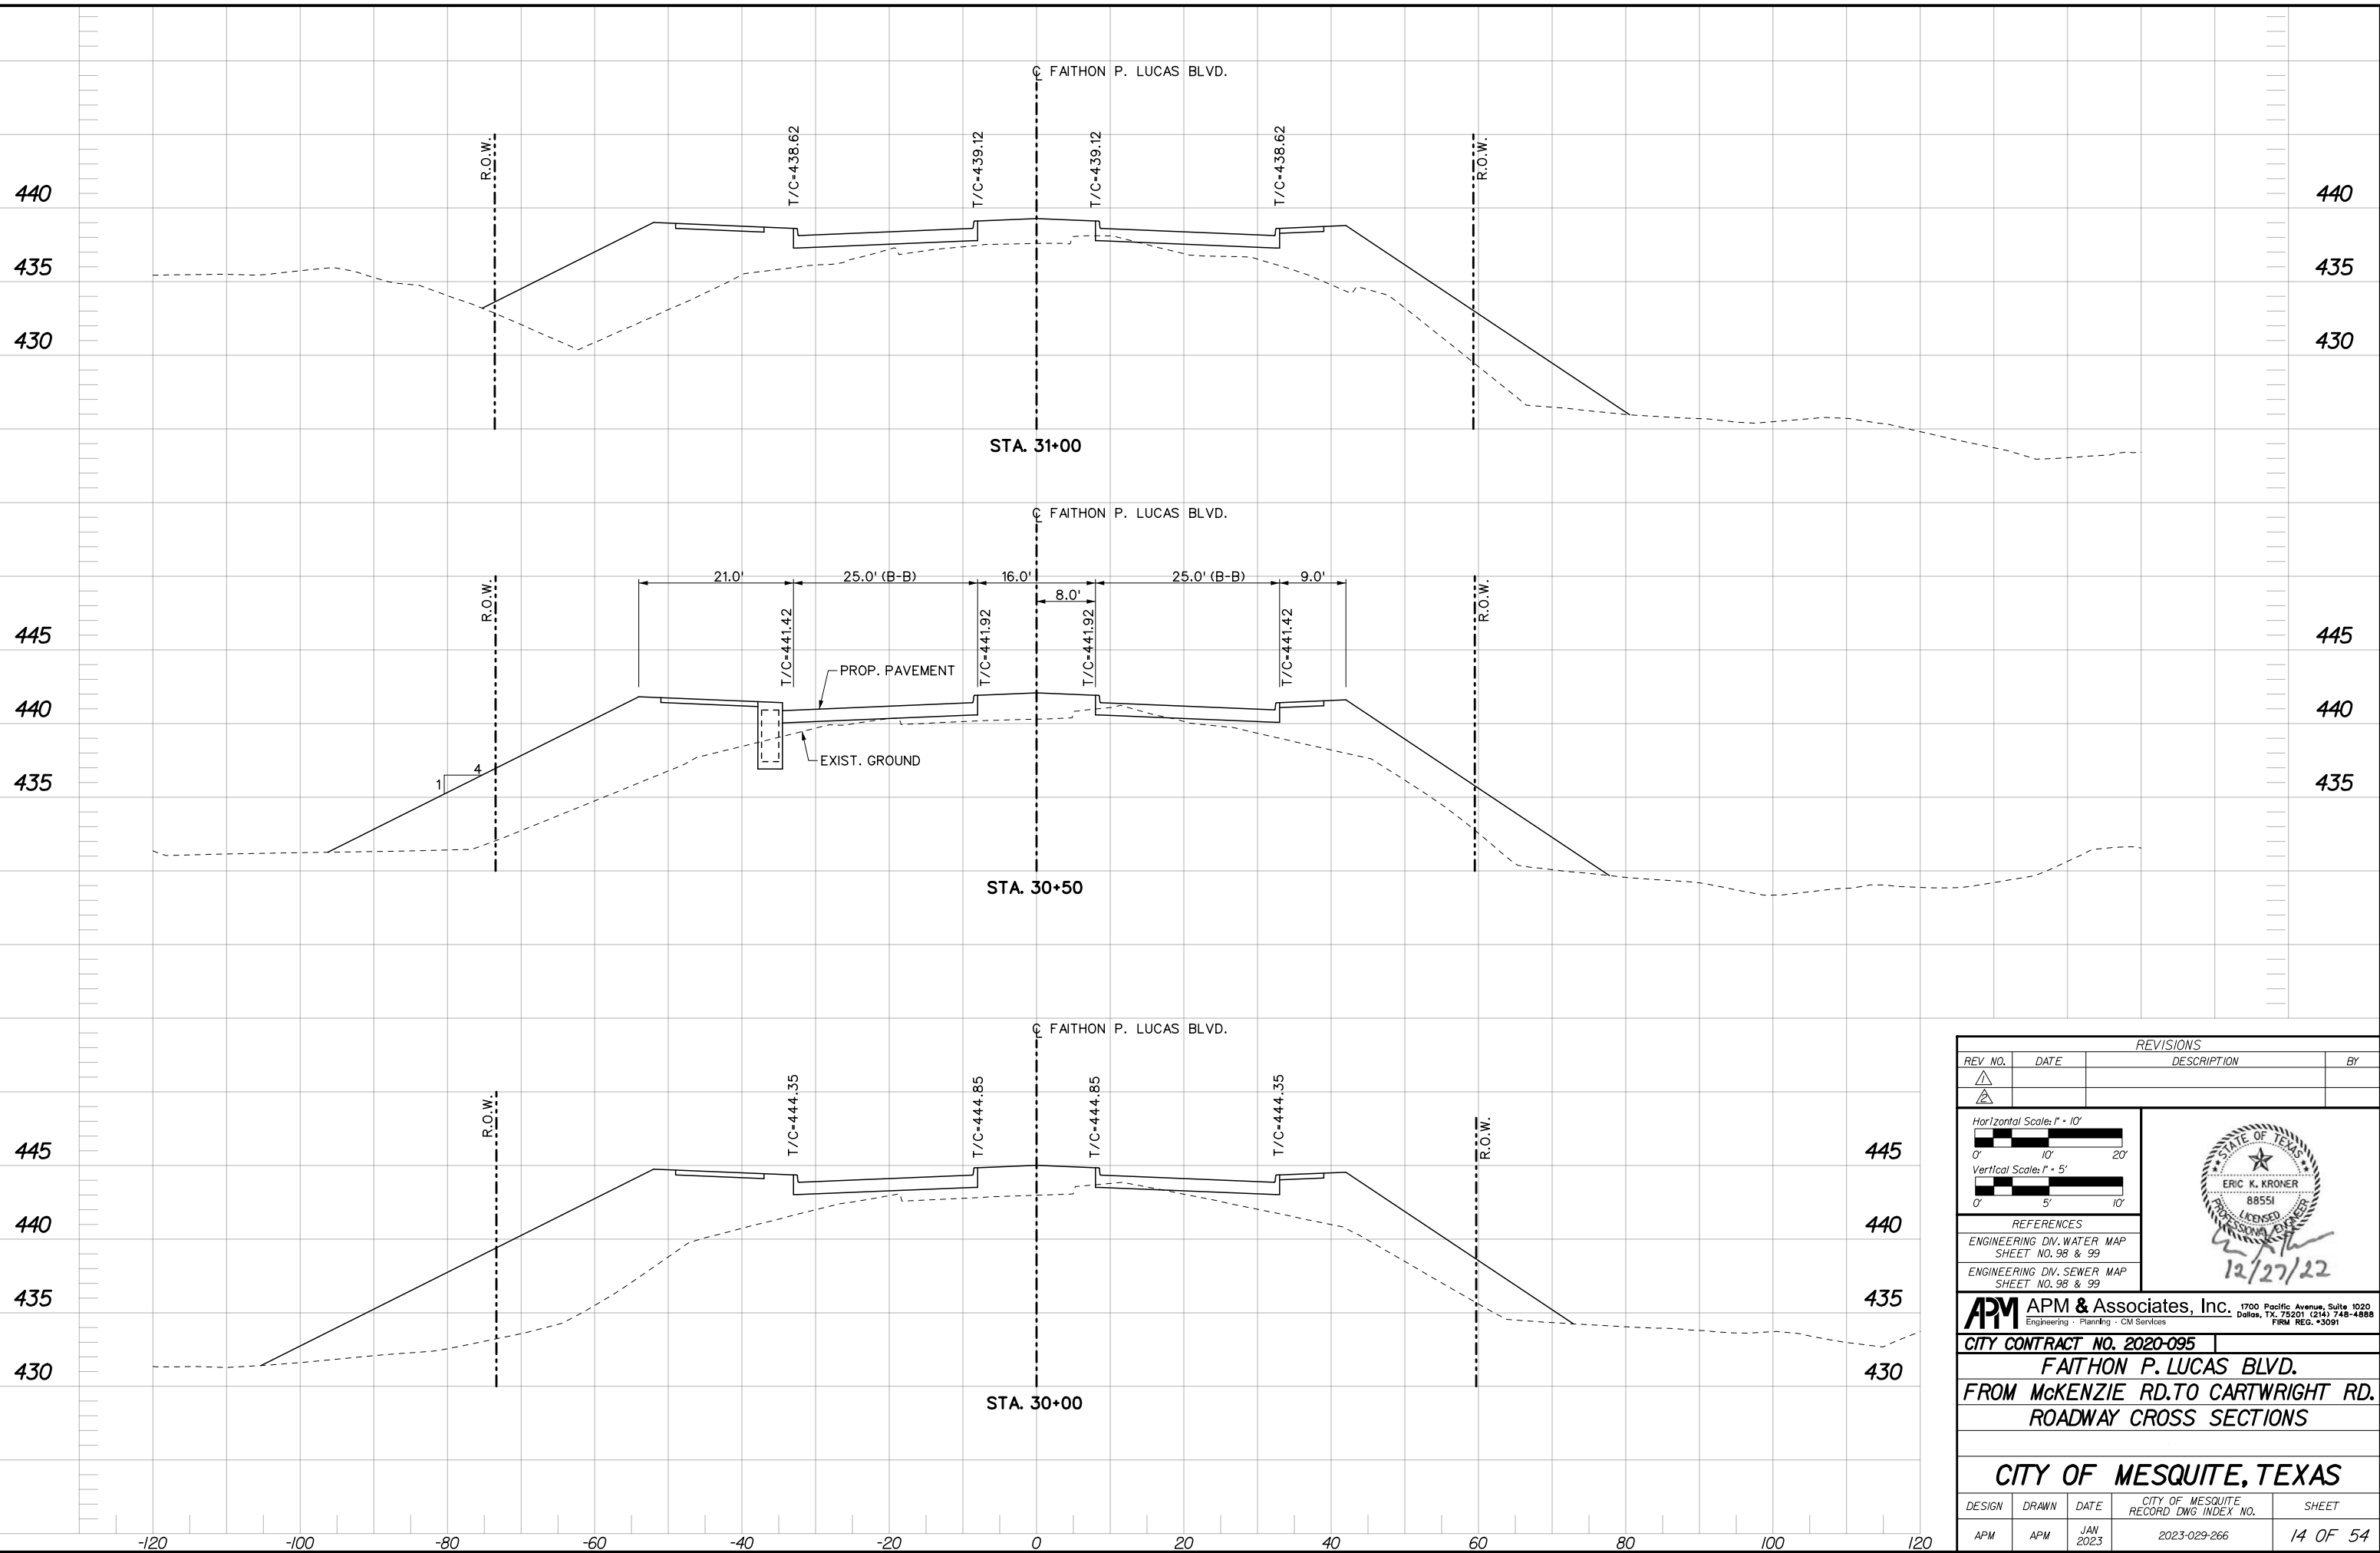 ℄ FAITHON P. LUCAS BLVD.
R.O.W.
T/C=438.62
T/C=439.12
T/C=439.12
T/C=438.62
R.O.W.
440 440
435 435
430 430
STA. 31+00
℄ FAITHON P. LUCAS BLVD.
21.0' 25.0' (B-B) 16.0' 25.0' (B-B) 9.0'
8.0'
R.O.W.
T/C=441.42
T/C=441.92
T/C=441.92
T/C=441.42
R.O.W.
445 445
PROP. PAVEMENT
440 440
EXIST. GROUND
4
1
435 435
STA. 30+50
℄ FAITHON P. LUCAS BLVD.
R.O.W.
T/C=444.35
T/C=444.85
T/C=444.85
T/C=444.35
R.O.W.
445 445
440 440
435 435
430 430
STA. 30+00
-120 -100 -80 -60 -40 -20 0 20 40 60 80 100 120
REVISIONS
REV NO. DATE DESCRIPTION BY
1
2
Horizontal Scale: 1" = 10'
0' 10' 20'
Vertical Scale: 1" = 5'
0' 5' 10'
STATE OF TEXAS
ERIC K. KRONER
88551
LICENSED
PROFESSIONAL ENGINEER
12/27/22
REFERENCES
ENGINEERING DIV. WATER MAP
SHEET NO. 98 & 99
ENGINEERING DIV. SEWER MAP
SHEET NO. 98 & 99
APM APM & Associates, Inc.
Engineering · Planning · CM Services
1700 Pacific Avenue, Suite 1020
Dallas, TX. 75201 (214) 748-4888
FIRM REG. #3091
CITY CONTRACT NO. 2020-095
FAITHON P. LUCAS BLVD.
FROM McKENZIE RD. TO CARTWRIGHT RD.
ROADWAY CROSS SECTIONS
CITY OF MESQUITE, TEXAS
DESIGN DRAWN DATE CITY OF MESQUITE RECORD DWG INDEX NO. SHEET
APM APM JAN 2023 2023-029-266 14 OF 54